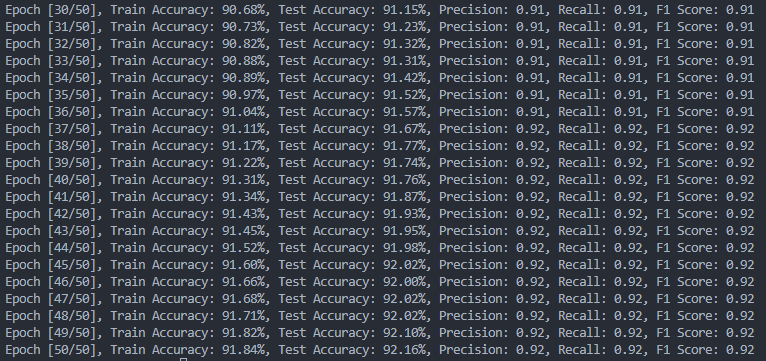 Epoch [30/50], Train Accuracy: 90.68%, Test Accuracy: 91.15%, Precision: 0.91, Recall: 0.91, F1 Score: 0.91
Epoch [31/50], Train Accuracy: 90.73%, Test Accuracy: 91.23%, Precision: 0.91, Recall: 0.91, F1 Score: 0.91
Epoch [32/50], Train Accuracy: 90.82%, Test Accuracy: 91.32%, Precision: 0.91, Recall: 0.91, F1 Score: 0.91
Epoch [33/50], Train Accuracy: 90.88%, Test Accuracy: 91.31%, Precision: 0.91, Recall: 0.91, F1 Score: 0.91
Epoch [34/50], Train Accuracy: 90.89%, Test Accuracy: 91.42%, Precision: 0.91, Recall: 0.91, F1 Score: 0.91
Epoch [35/50], Train Accuracy: 90.97%, Test Accuracy: 91.52%, Precision: 0.91, Recall: 0.91, F1 Score: 0.91
Epoch [36/50], Train Accuracy: 91.04%, Test Accuracy: 91.57%, Precision: 0.91, Recall: 0.91, F1 Score: 0.91
Epoch [37/50], Train Accuracy: 91.11%, Test Accuracy: 91.67%, Precision: 0.92, Recall: 0.92, F1 Score: 0.92
Epoch [38/50], Train Accuracy: 91.17%, Test Accuracy: 91.77%, Precision: 0.92, Recall: 0.92, F1 Score: 0.92
Epoch [39/50], Train Accuracy: 91.22%, Test Accuracy: 91.74%, Precision: 0.92, Recall: 0.92, F1 Score: 0.92
Epoch [40/50], Train Accuracy: 91.31%, Test Accuracy: 91.76%, Precision: 0.92, Recall: 0.92, F1 Score: 0.92
Epoch [41/50], Train Accuracy: 91.34%, Test Accuracy: 91.87%, Precision: 0.92, Recall: 0.92, F1 Score: 0.92
Epoch [42/50], Train Accuracy: 91.43%, Test Accuracy: 91.93%, Precision: 0.92, Recall: 0.92, F1 Score: 0.92
Epoch [43/50], Train Accuracy: 91.45%, Test Accuracy: 91.95%, Precision: 0.92, Recall: 0.92, F1 Score: 0.92
Epoch [44/50], Train Accuracy: 91.52%, Test Accuracy: 91.98%, Precision: 0.92, Recall: 0.92, F1 Score: 0.92
Epoch [45/50], Train Accuracy: 91.60%, Test Accuracy: 92.02%, Precision: 0.92, Recall: 0.92, F1 Score: 0.92
Epoch [46/50], Train Accuracy: 91.66%, Test Accuracy: 92.00%, Precision: 0.92, Recall: 0.92, F1 Score: 0.92
Epoch [47/50], Train Accuracy: 91.68%, Test Accuracy: 92.02%, Precision: 0.92, Recall: 0.92, F1 Score: 0.92
Epoch [48/50], Train Accuracy: 91.71%, Test Accuracy: 92.02%, Precision: 0.92, Recall: 0.92, F1 Score: 0.92
Epoch [49/50], Train Accuracy: 91.82%, Test Accuracy: 92.10%, Precision: 0.92, Recall: 0.92, F1 Score: 0.92
Epoch [50/50], Train Accuracy: 91.84%, Test Accuracy: 92.16%, Precision: 0.92, Recall: 0.92, F1 Score: 0.92